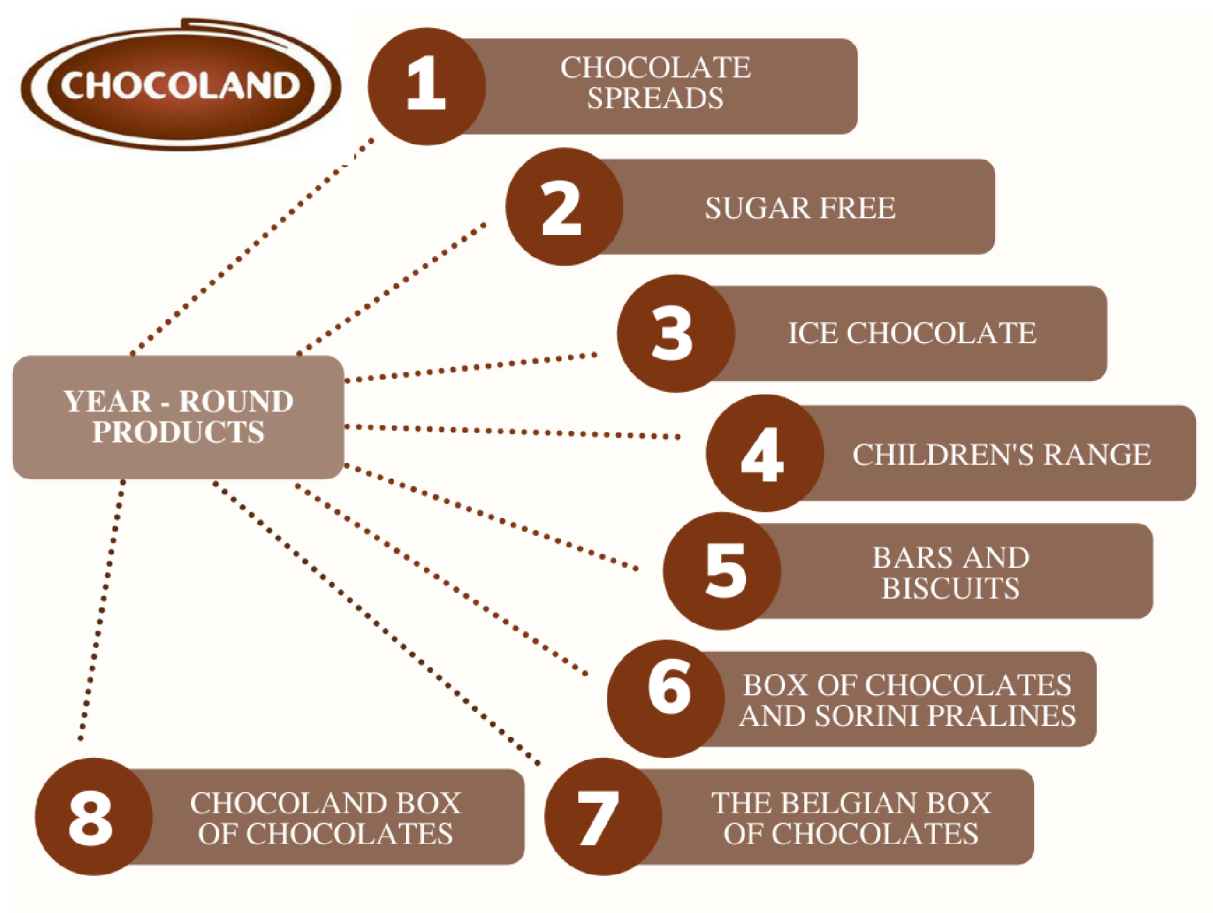 CHOCOLAND
1
CHOCOLATE
SPREADS
2
SUGAR FREE
3
ICE CHOCOLATE
YEAR - ROUND
PRODUCTS
4
CHILDREN'S RANGE
5
BARS AND
BISCUITS
6
BOX OF CHOCOLATES
AND SORINI PRALINES
7
THE BELGIAN BOX
OF CHOCOLATES
8
CHOCOLAND BOX
OF CHOCOLATES